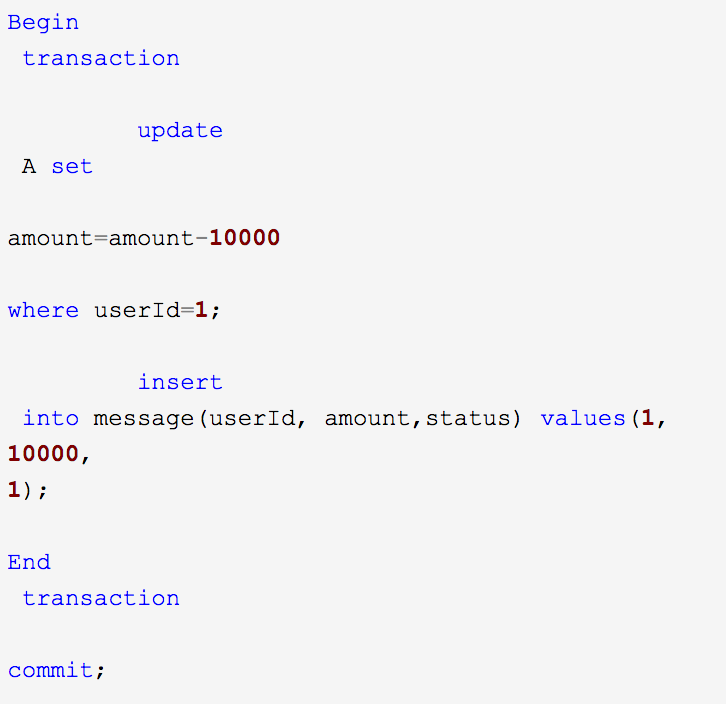 Begin
transaction
update
A set
amount=amount-10000
where userId=1;
insert
into message(userId, amount,status) values(1,
10000,
1);
End
transaction
commit;